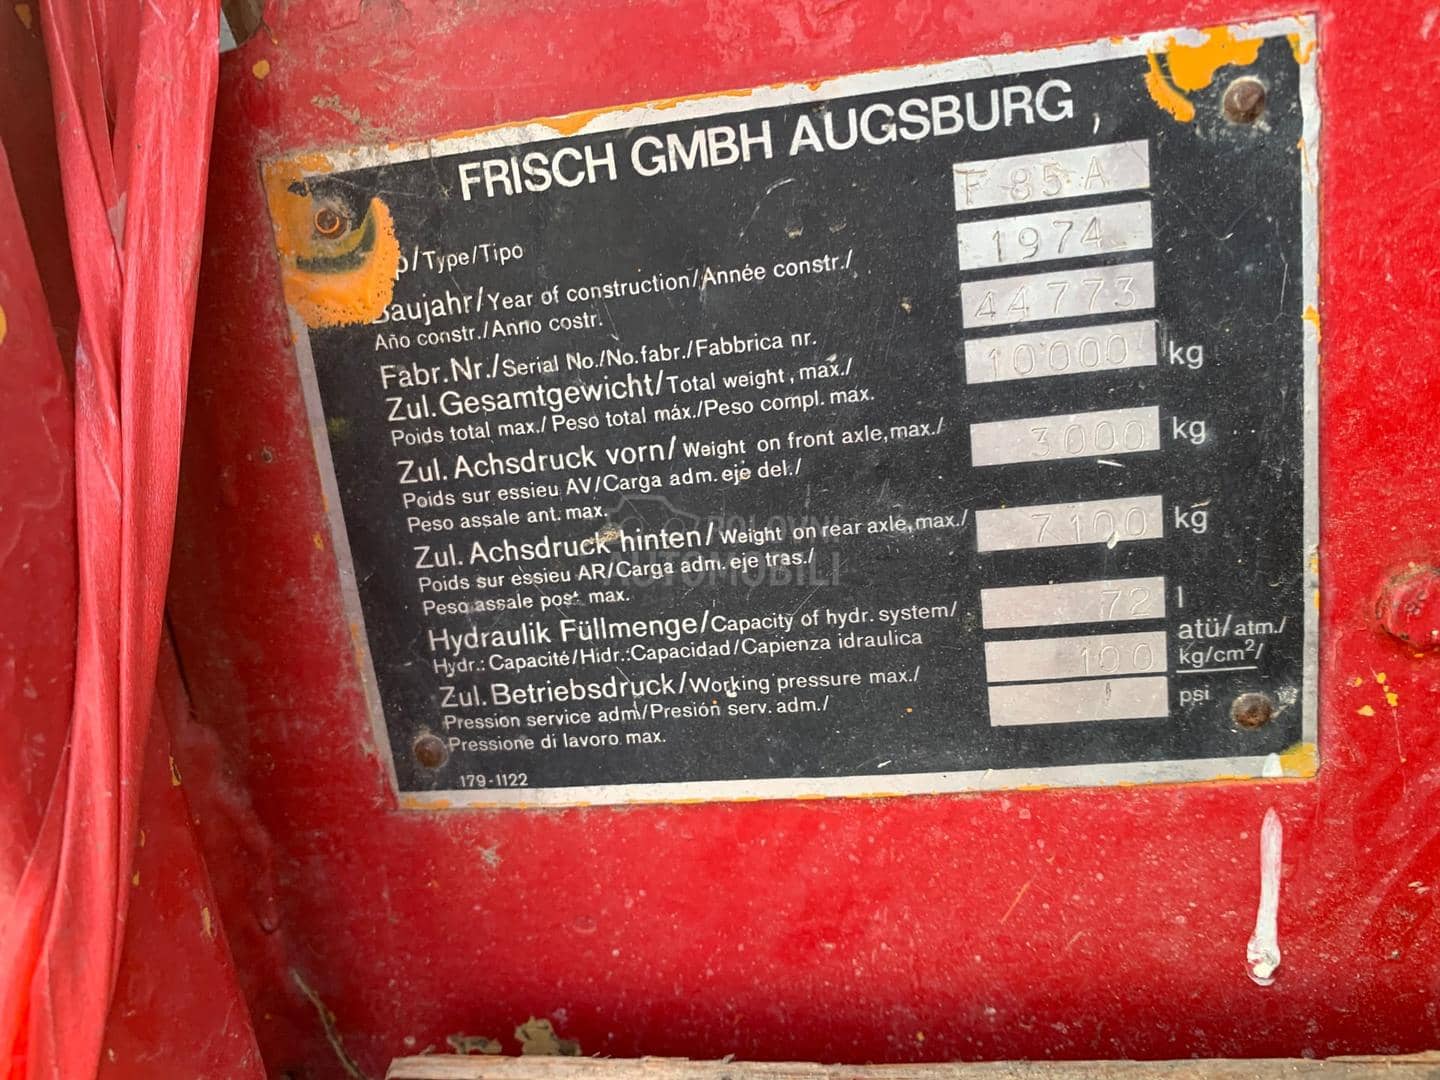 FRISCH GMBH AUGSBURG
/Type/Tipo F 85 A
Baujahr/Year of construction/Année constr./ 1974
Año constr./Anno costr.
Fabr.Nr./Serial No./No.fabr./Fabbrica nr. 44773
Zul.Gesamtgewicht/Total weight, max./ 10000 kg
Poids total max./Peso total máx./Peso compl. max.
Zul. Achsdruck vorn/Weight on front axle, max./ 3000 kg
Poids sur essieu AV/Carga adm. eje del./
Peso assale ant. max.
Zul. Achsdruck hinten/Weight on rear axle, max./ 7100 kg
Poids sur essieu AR/Carga adm. eje tras./
Peso assale post. max.
Hydraulik Füllmenge/Capacity of hydr. system/ 72 l
Hydr.: Capacité/Hidr.:Capacidad/Capienza idraulica
Zul. Betriebsdruck/Working pressure max./ 100 atü/atm./
kg/cm²/
Pression service adm/Presión serv. adm./ psi
Pressione di lavoro max.
179-1122
POLOVNI
AUTOMOBILI